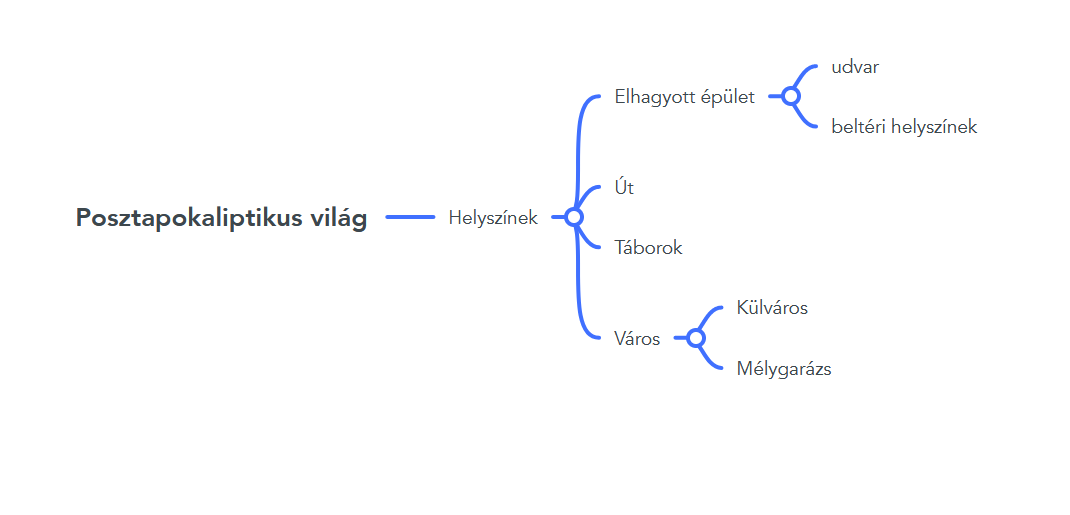 Posztapokaliptikus világ
Helyszínek
Elhagyott épület
udvar
beltéri helyszínek
Út
Táborok
Város
Külváros
Mélygarázs